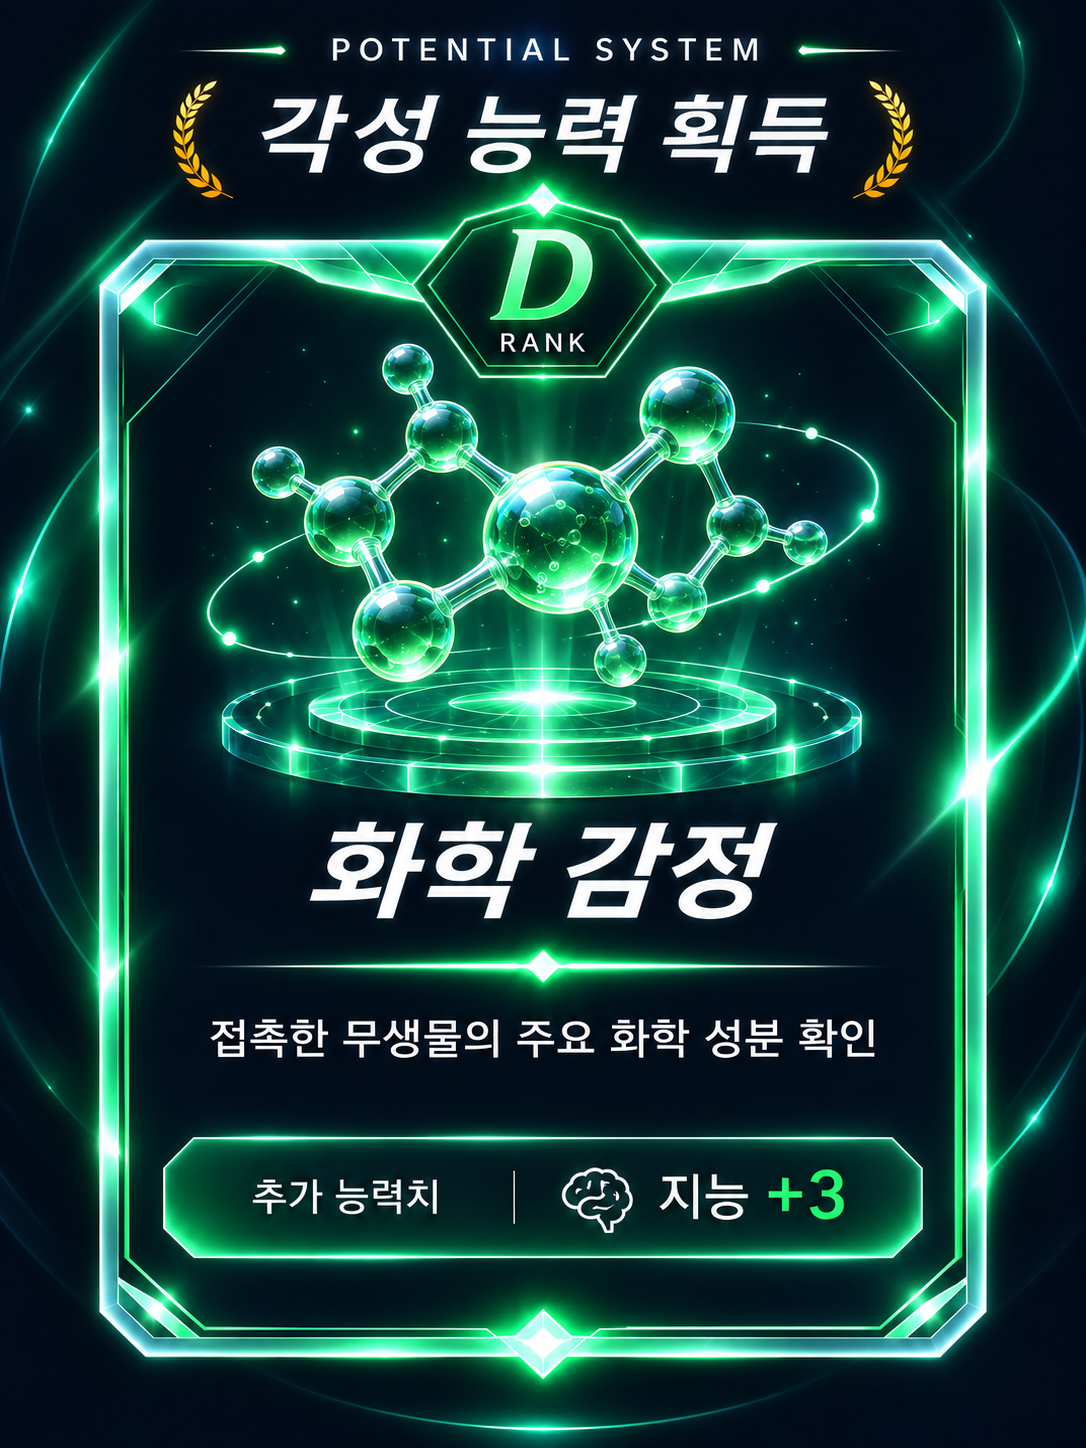 POTENTIAL SYSTEM
각성 능력 획득
D
RANK
화학 감정
접촉한 무생물의 주요 화학 성분 확인
추가 능력치 지능 +3